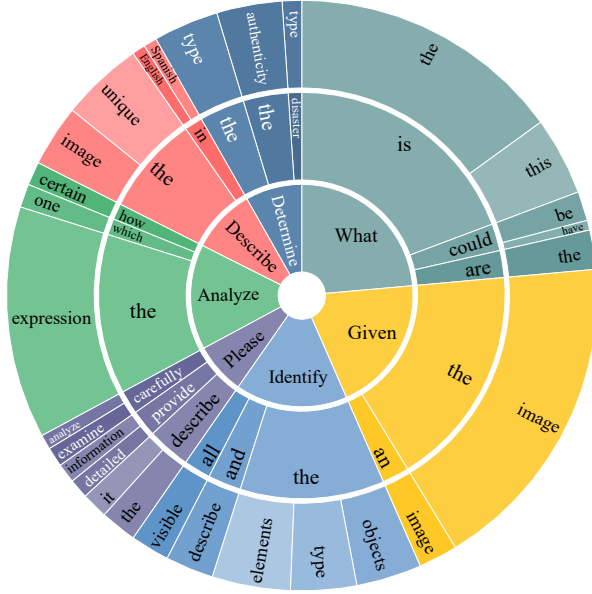 What
is
the
this
could
be
have
are
the
Given
the
image
an
image
Identify
the
objects
type
elements
and
describe
all
visible
Please
describe
the
it
provide
detailed
information
carefully
examine
analyze
Analyze
the
expression
which
one
how
certain
Describe
the
image
unique
in
English
Spanish
Determine
the
type
the
authenticity
disaster
type